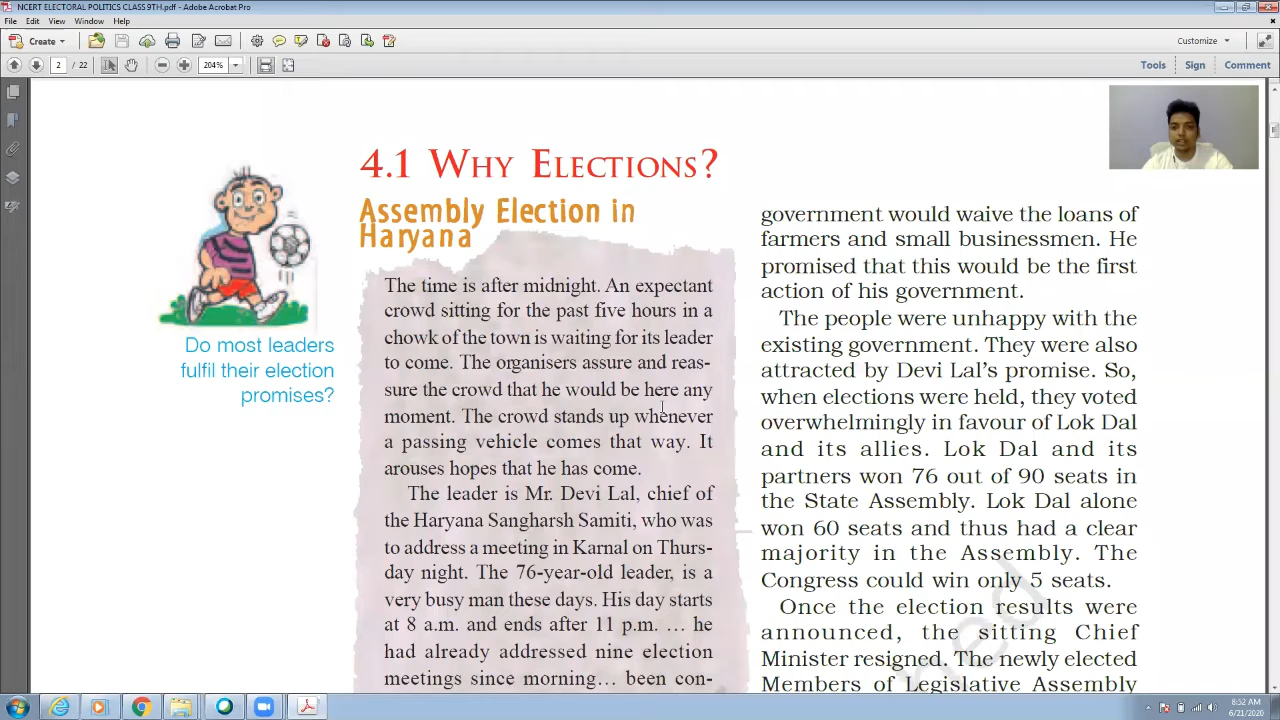 NCERT ELECTORAL POLITICS CLASS 9TH.pdf - Adobe Acrobat Pro
File Edit View Window Help
Create
Customize
2 / 22
204%
Tools Sign Comment
4.1 WHY ELECTIONS?
Assembly Election in
Haryana
Do most leaders
fulfil their election
promises?
The time is after midnight. An expectant
crowd sitting for the past five hours in a
chowk of the town is waiting for its leader
to come. The organisers assure and reas-
sure the crowd that he would be here any
moment. The crowd stands up whenever
a passing vehicle comes that way. It
arouses hopes that he has come.
The leader is Mr. Devi Lal, chief of
the Haryana Sangharsh Samiti, who was
to address a meeting in Karnal on Thurs-
day night. The 76-year-old leader, is a
very busy man these days. His day starts
at 8 a.m. and ends after 11 p.m. … he
had already addressed nine election
meetings since morning… been con-
government would waive the loans of
farmers and small businessmen. He
promised that this would be the first
action of his government.
The people were unhappy with the
existing government. They were also
attracted by Devi Lal's promise. So,
when elections were held, they voted
overwhelmingly in favour of Lok Dal
and its allies. Lok Dal and its
partners won 76 out of 90 seats in
the State Assembly. Lok Dal alone
won 60 seats and thus had a clear
majority in the Assembly. The
Congress could win only 5 seats.
Once the election results were
announced, the sitting Chief
Minister resigned. The newly elected
Members of Legislative Assembly
8:52 AM
6/21/2020